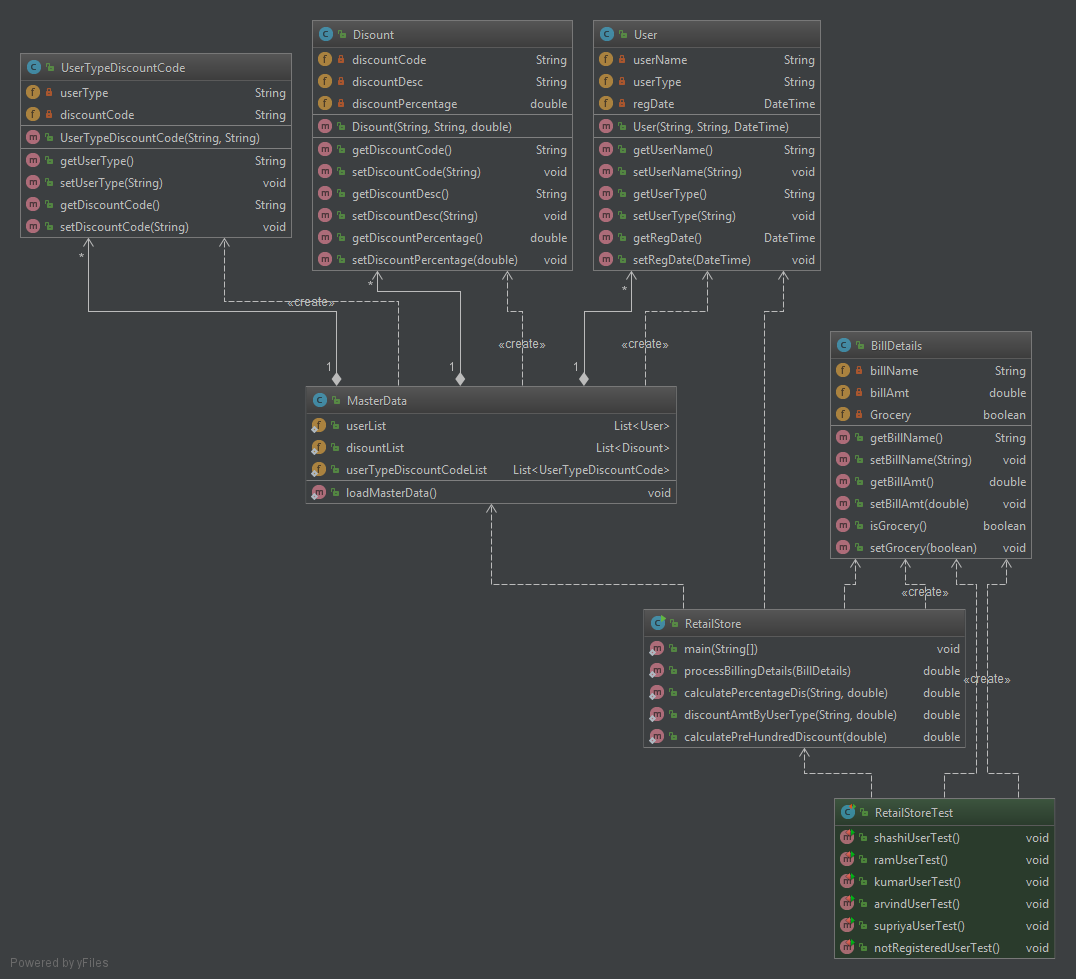 UserTypeDiscountCode
userType String
discountCode String
UserTypeDiscountCode(String, String)
getUserType() String
setUserType(String) void
getDiscountCode() String
setDiscountCode(String) void
Disount
discountCode String
discountDesc String
discountPercentage double
Disount(String, String, double)
getDiscountCode() String
setDiscountCode(String) void
getDiscountDesc() String
setDiscountDesc(String) void
getDiscountPercentage() double
setDiscountPercentage(double) void
User
userName String
userType String
regDate DateTime
User(String, String, DateTime)
getUserName() String
setUserName(String) void
getUserType() String
setUserType(String) void
getRegDate() DateTime
setRegDate(DateTime) void
* * *
«create»
«create» «create»
1 1 1
BillDetails
billName String
billAmt double
Grocery boolean
getBillName() String
setBillName(String) void
getBillAmt() double
setBillAmt(double) void
isGrocery() boolean
setGrocery(boolean) void
MasterData
userList List<User>
disountList List<Disount>
userTypeDiscountCodeList List<UserTypeDiscountCode>
loadMasterData() void
«create»
RetailStore
main(String[]) void
processBillingDetails(BillDetails) double
calculatePercentageDis(String, double) double
discountAmtByUserType(String, double) double
calculatePreHundredDiscount(double) double
«create»
RetailStoreTest
shashiUserTest() void
ramUserTest() void
kumarUserTest() void
arvindUserTest() void
supriyaUserTest() void
notRegisteredUserTest() void
Powered by yFiles